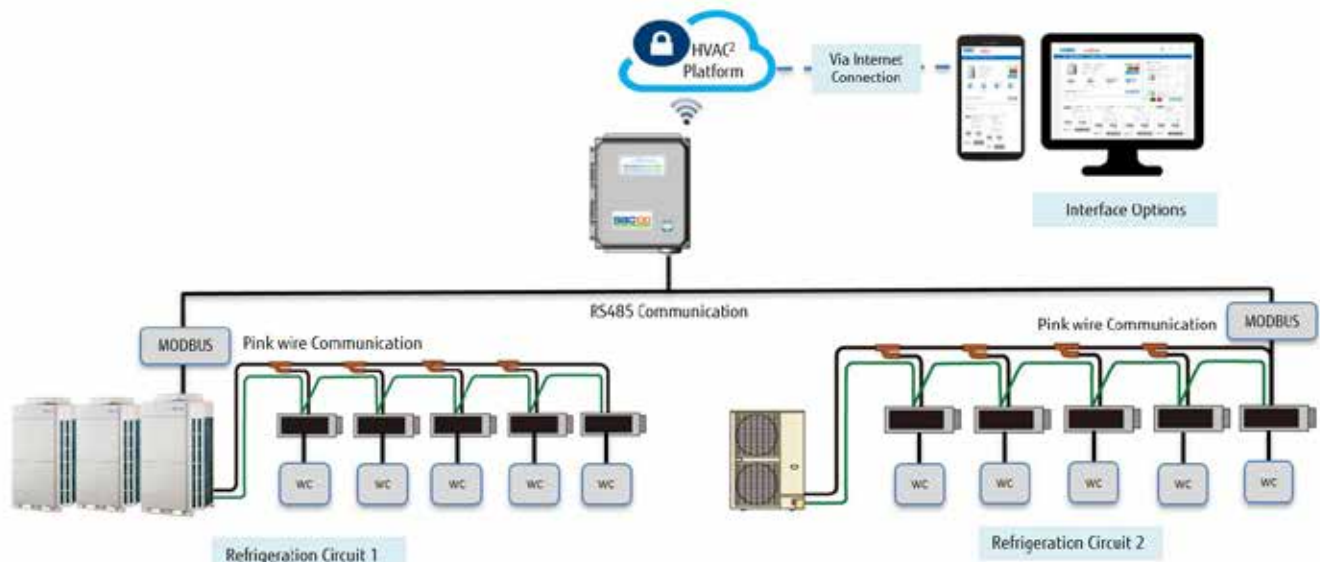 HVAC²
Platform
Via Internet
Connection
Interface Options
RS485 Communication
MODBUS
Pink wire Communication
Pink wire Communication
MODBUS
WC
WC
WC
WC
WC
WC
WC
WC
WC
WC
Refrigeration Circuit 1
Refrigeration Circuit 2